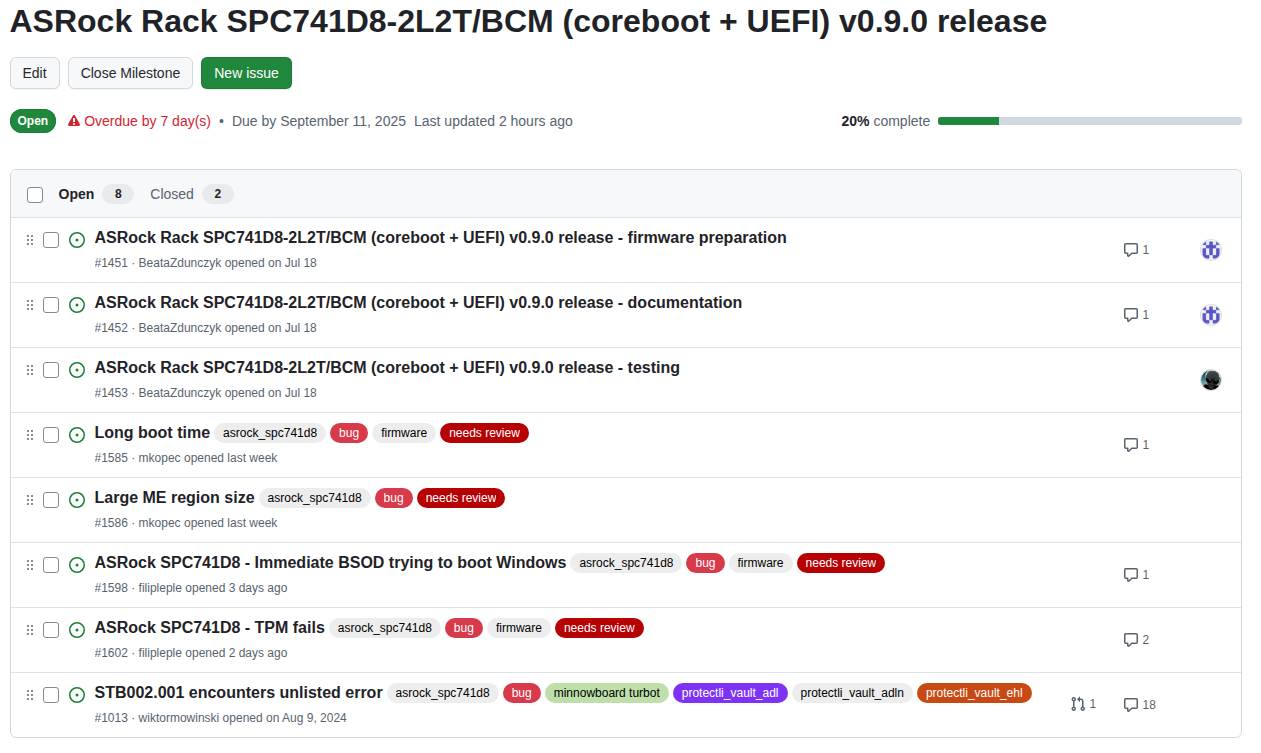 ASRock Rack SPC741D8-2L2T/BCM (coreboot + UEFI) v0.9.0 release
Edit Close Milestone New issue
Open Overdue by 7 day(s) • Due by September 11, 2025 Last updated 2 hours ago 20% complete
Open 8 Closed 2
ASRock Rack SPC741D8-2L2T/BCM (coreboot + UEFI) v0.9.0 release - firmware preparation
#1451 · BeataZdunczyk opened on Jul 18 1
ASRock Rack SPC741D8-2L2T/BCM (coreboot + UEFI) v0.9.0 release - documentation
#1452 · BeataZdunczyk opened on Jul 18 1
ASRock Rack SPC741D8-2L2T/BCM (coreboot + UEFI) v0.9.0 release - testing
#1453 · BeataZdunczyk opened on Jul 18
Long boot time asrock_spc741d8 bug firmware needs review
#1585 · mkopec opened last week 1
Large ME region size asrock_spc741d8 bug needs review
#1586 · mkopec opened last week
ASRock SPC741D8 - Immediate BSOD trying to boot Windows asrock_spc741d8 bug firmware needs review
#1598 · filipleple opened 3 days ago 1
ASRock SPC741D8 - TPM fails asrock_spc741d8 bug firmware needs review
#1602 · filipleple opened 2 days ago 2
STB002.001 encounters unlisted error asrock_spc741d8 bug minnowboard turbot protectli_vault_adl protectli_vault_adln protectli_vault_ehl
#1013 · wiktormowinski opened on Aug 9, 2024 1 18